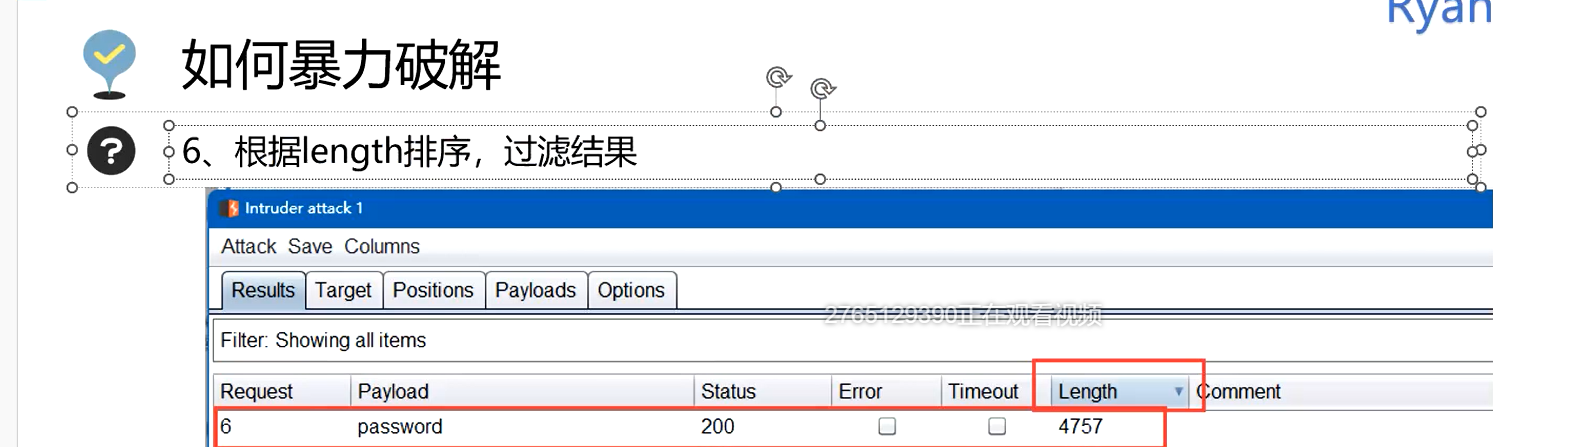 Ryan
如何暴力破解
6、根据length排序，过滤结果
Intruder attack 1
Attack Save Columns
Results Target Positions Payloads Options
2765129390正在观看视频
Filter: Showing all items
Request Payload Status Error Timeout Length Comment
6 password 200 4757